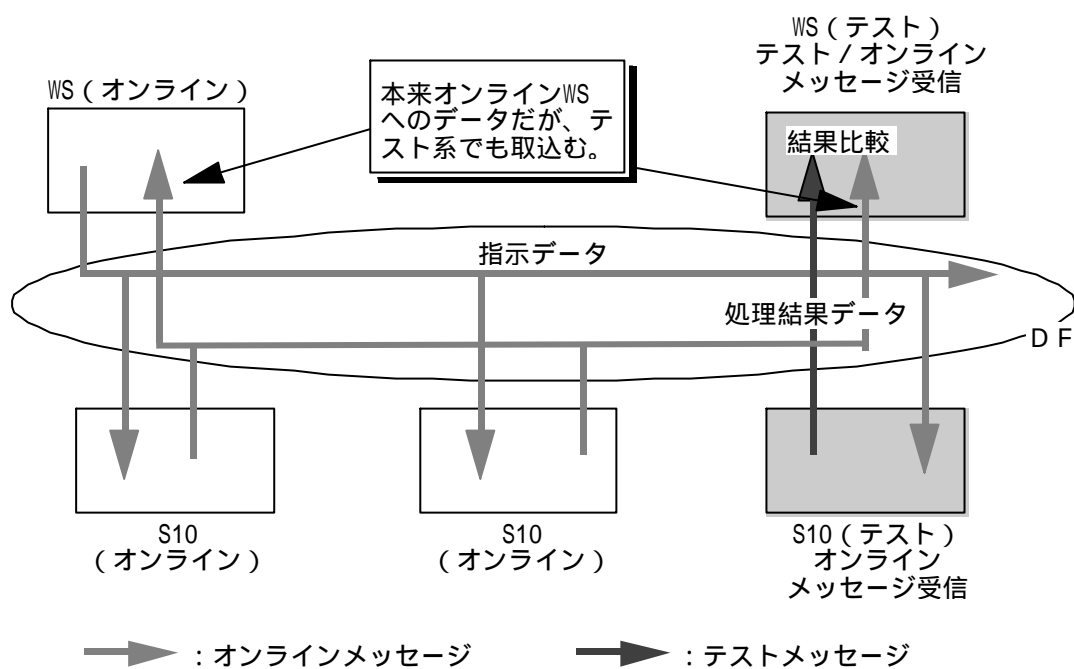 WS(テスト)
テスト/オンライン
メッセージ受信
WS(オンライン)
本来オンラインWS
へのデータだが、テ
スト系でも取込む。
結果比較
指示データ
処理結果データ
DF
S10
(オンライン)
S10
(オンライン)
S10(テスト)
オンライン
メッセージ受信
:オンラインメッセージ
:テストメッセージ